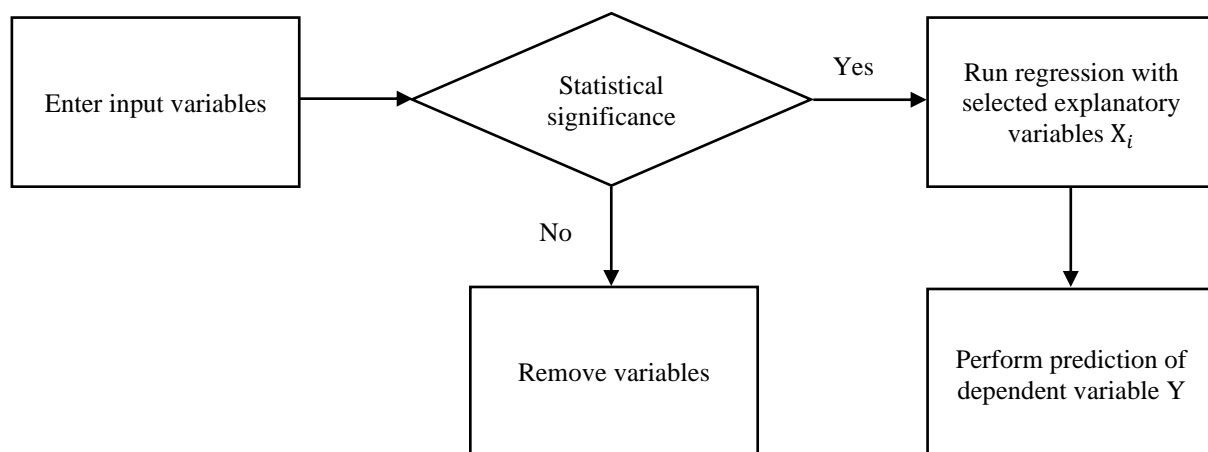 Enter input variables
Statistical
significance
Yes
Run regression with
selected explanatory
variables X𝑖
No
Remove variables
Perform prediction of
dependent variable Y